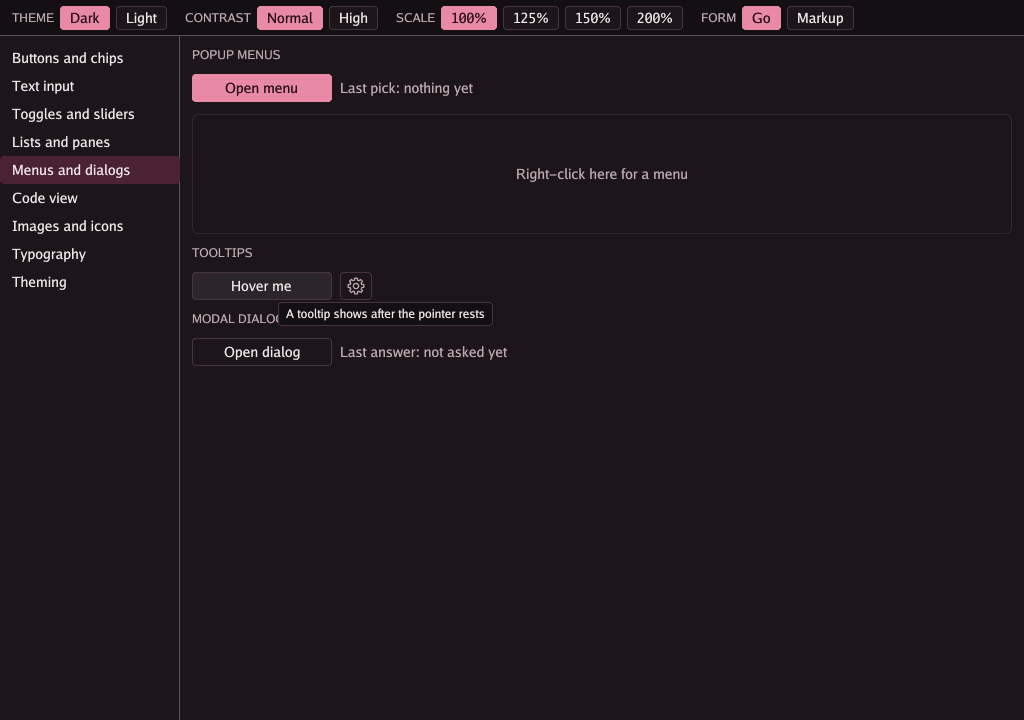 THEME Dark Light CONTRAST Normal High SCALE 100% 125% 150% 200% FORM Go Markup
Buttons and chips
Text input
Toggles and sliders
Lists and panes
Menus and dialogs
Code view
Images and icons
Typography
Theming
POPUP MENUS
Open menu Last pick: nothing yet
Right-click here for a menu
TOOLTIPS
Hover me
A tooltip shows after the pointer rests
MODAL
Open dialog Last answer: not asked yet